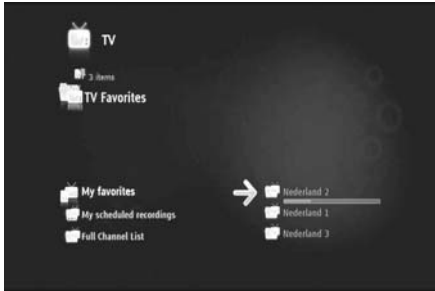 TV
3 items
TV Favorites
My favorites
My scheduled recordings
Full Channel List
Nederland 2
Nederland 1
Nederland 3